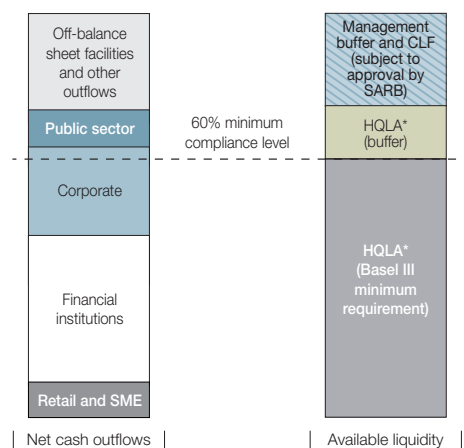 Off-balance
sheet facilities
and other
outflows
Public sector
Corporate
Financial
institutions
Retail and SME
Net cash outflows
60% minimum
compliance level
Management
buffer and CLF
(subject to
approval by
SARB)
HQLA*
(buffer)
HQLA*
(Basel III
minimum
requirement)
Available liquidity